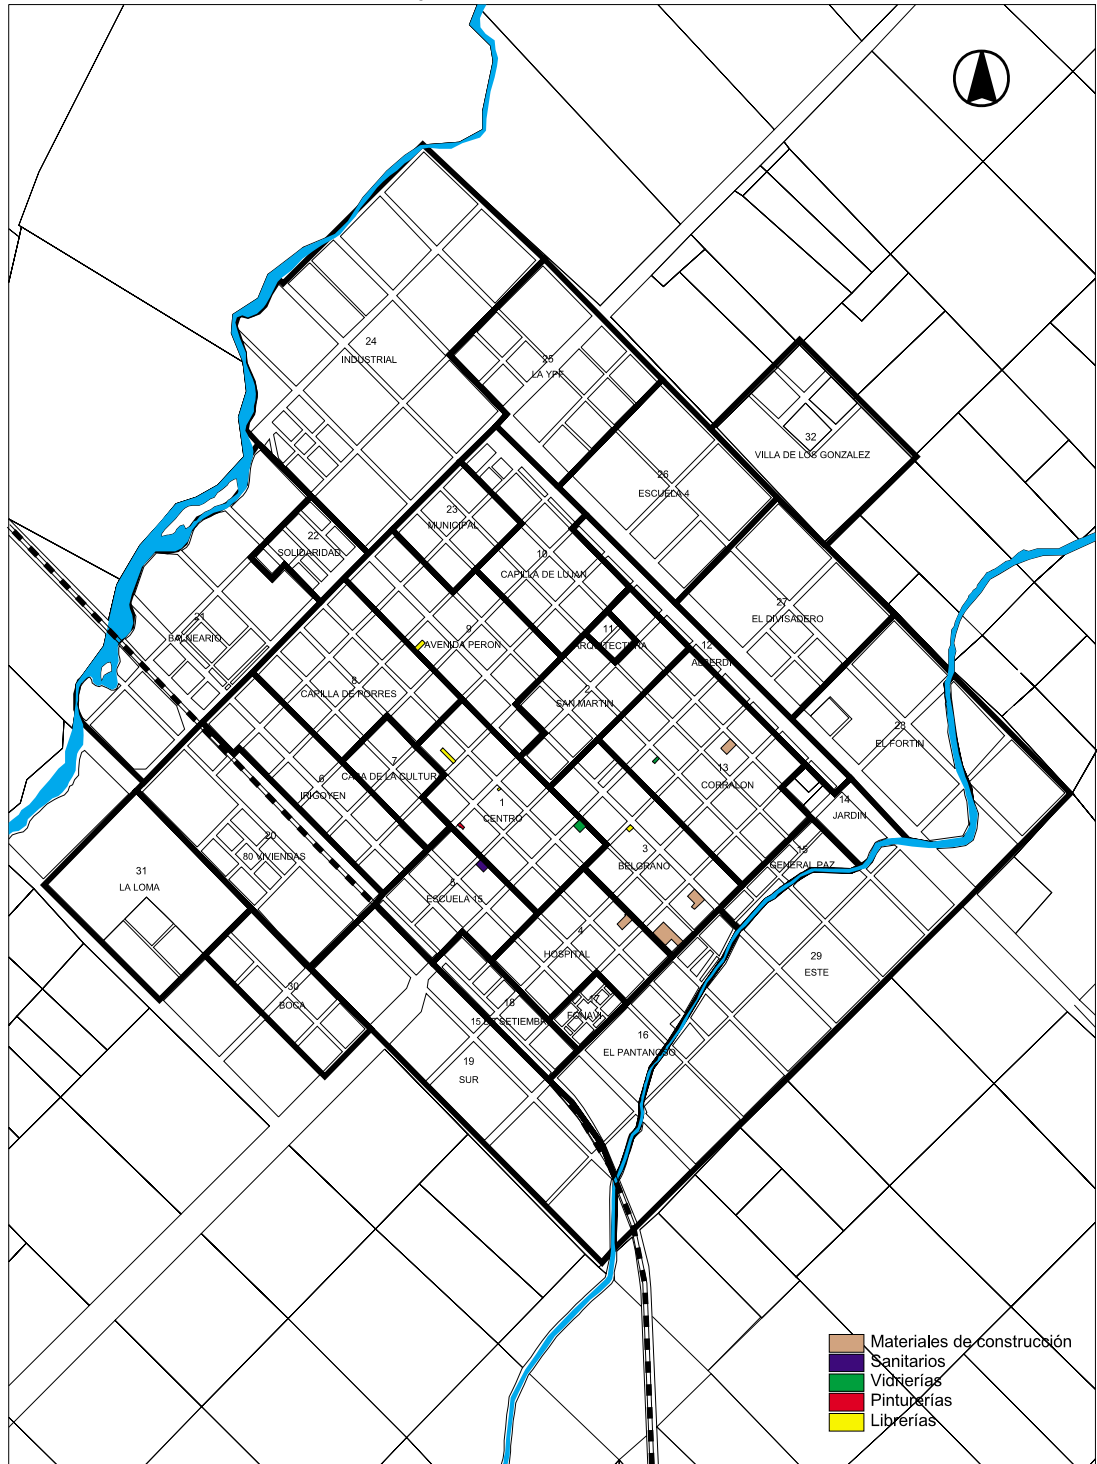 24
INDUSTRIAL
25
LA YPF
32
VILLA DE LOS GONZALEZ
26
ESCUELA 4
23
MUNICIPAL
22
SOLIDARIDAD
10
CAPILLA DE LUJAN
27
EL DIVISADERO
21
BALNEARIO
9
AVENIDA PERON
11
ARQUITECTURA
12
ALBERDI
8
CAPILLA DE PORRES
2
SAN MARTIN
28
EL FORTIN
7
CASA DE LA CULTURA
6
IRIGOYEN
13
CORRALON
1
CENTRO
14
JARDIN
20
80 VIVIENDAS
3
BELGRANO
15
GENERAL PAZ
31
LA LOMA
5
ESCUELA 15
4
HOSPITAL
29
ESTE
30
BOCA
18
15 DE SETIEMBRE
17
FONAVI
16
EL PANTANOSO
19
SUR
Materiales de construcción
Sanitarios
Vidrierías
Pinturerías
Librerías